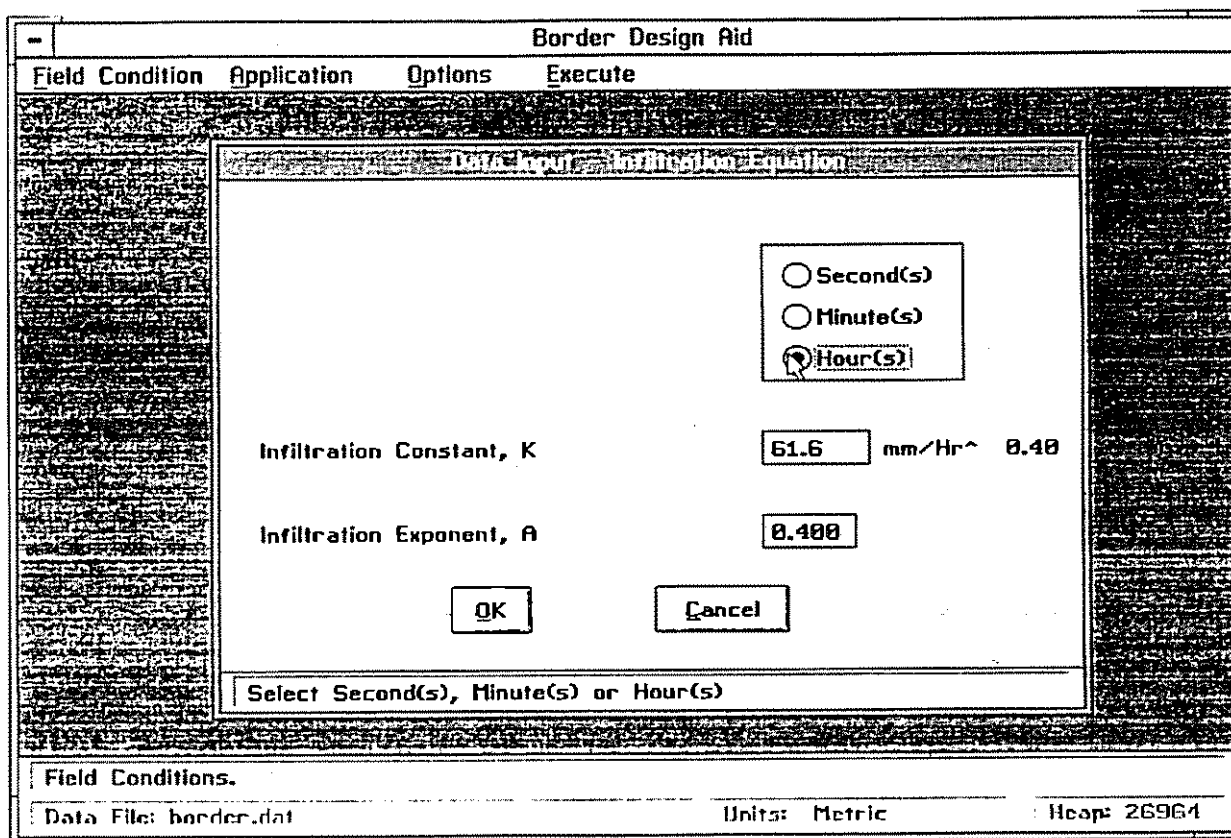 Border Design Aid
Field Condition Application Options Execute
Data Input Infiltration Equation
Second(s)
Minute(s)
Hour(s)
Infiltration Constant, K 61.6 mm/Hr^ 0.40
Infiltration Exponent, A 0.400
OK Cancel
Select Second(s), Minute(s) or Hour(s)
Field Conditions.
Data File: border.dat Units: Metric Heap: 26964